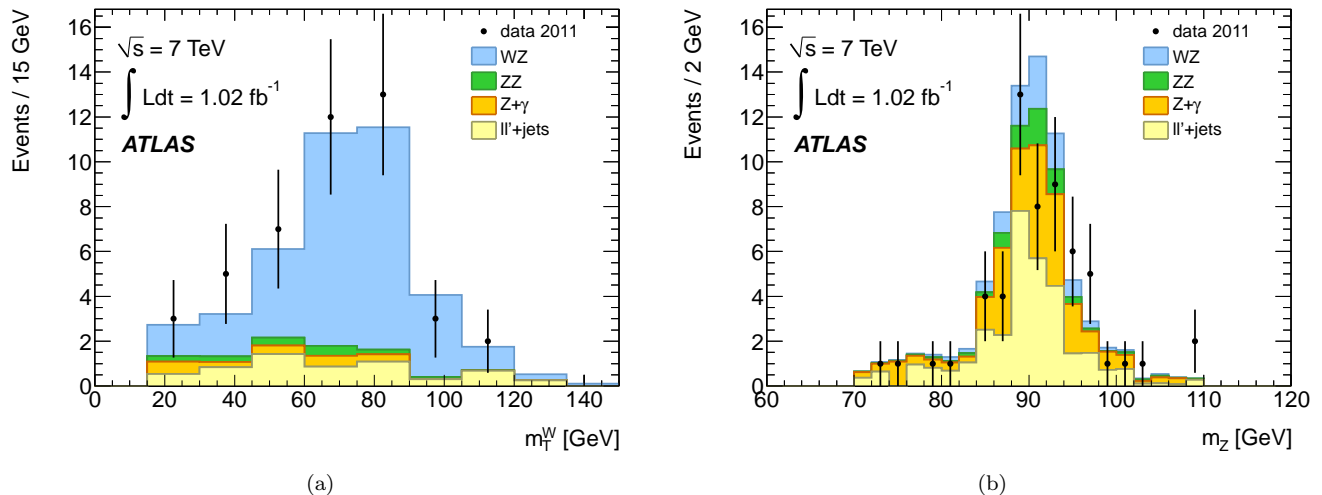 Events / 15 GeV
16
14
12
10
8
6
4
2
0
√s = 7 TeV
∫ Ldt = 1.02 fb⁻¹
ATLAS
data 2011
WZ
ZZ
Z+γ
ll'+jets
0 20 40 60 80 100 120 140
m_T^W [GeV]
(a)
Events / 2 GeV
16
14
12
10
8
6
4
2
0
√s = 7 TeV
∫ Ldt = 1.02 fb⁻¹
ATLAS
data 2011
WZ
ZZ
Z+γ
ll'+jets
60 70 80 90 100 110 120
m_Z [GeV]
(b)